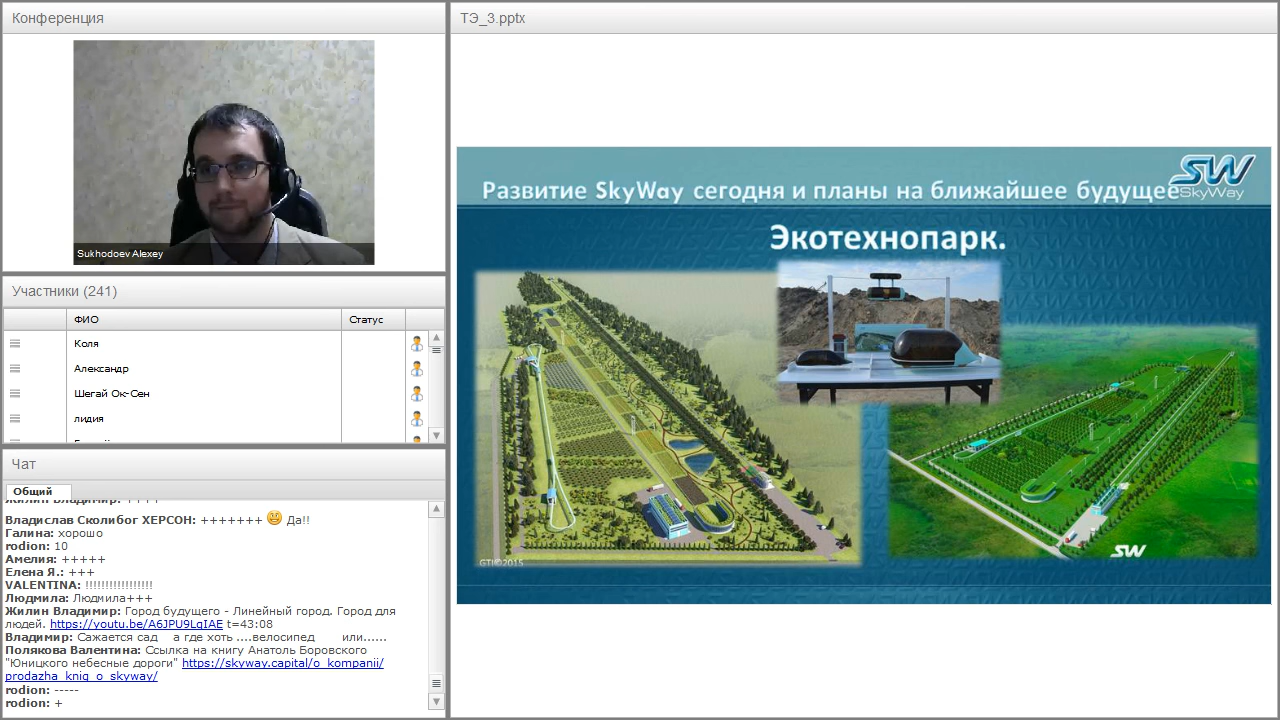 Конференция
Sukhodoev Alexey
Участники (241)
ФИО
Статус
Коля
Александр
Шегай Ок-Сен
лидия
Чат
Общий
Жилин Владимир: ++++
Владислав Сколибог ХЕРСОН: +++++++ Да!!
Галина: хорошо
rodion: 10
Амелия: +++++
Елена Я.: +++
VALENTINA: !!!!!!!!!!!!!!!!!
Людмила: Людмила+++
Жилин Владимир: Город будущего - Линейный город. Город для
людей. https://youtu.be/A6JPU9LgIAE t=43:08
Владимир: Сажается сад а где хоть ....велосипед или......
Полякова Валентина: Ссылка на книгу Анатоль Боровского
"Юницкого небесные дороги" https://skyway.capital/o_kompanii/
prodazha_knig_o_skyway/
rodion: -----
rodion: +
ТЭ_3.pptx
SW
SkyWay
Развитие SkyWay сегодня и планы на ближайшее будущее
Экотехнопарк.
GTI©2015
SW